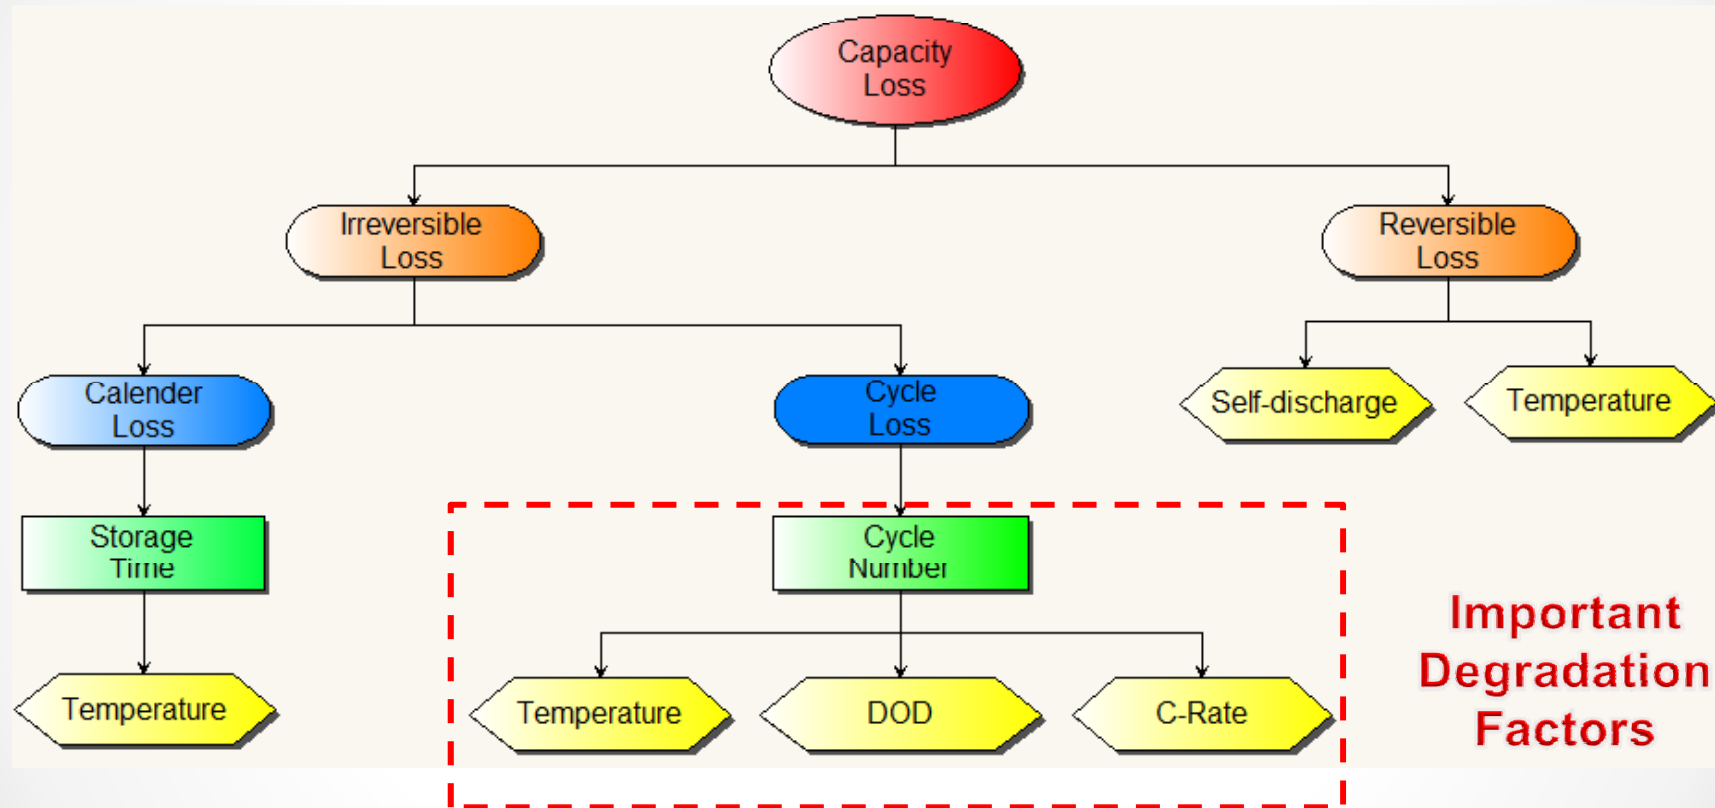 Capacity
Loss
Irreversible
Loss
Reversible
Loss
Calender
Loss
Cycle
Loss
Self-discharge
Temperature
Storage
Time
Cycle
Number
Important
Degradation
Factors
Temperature
Temperature
DOD
C-Rate